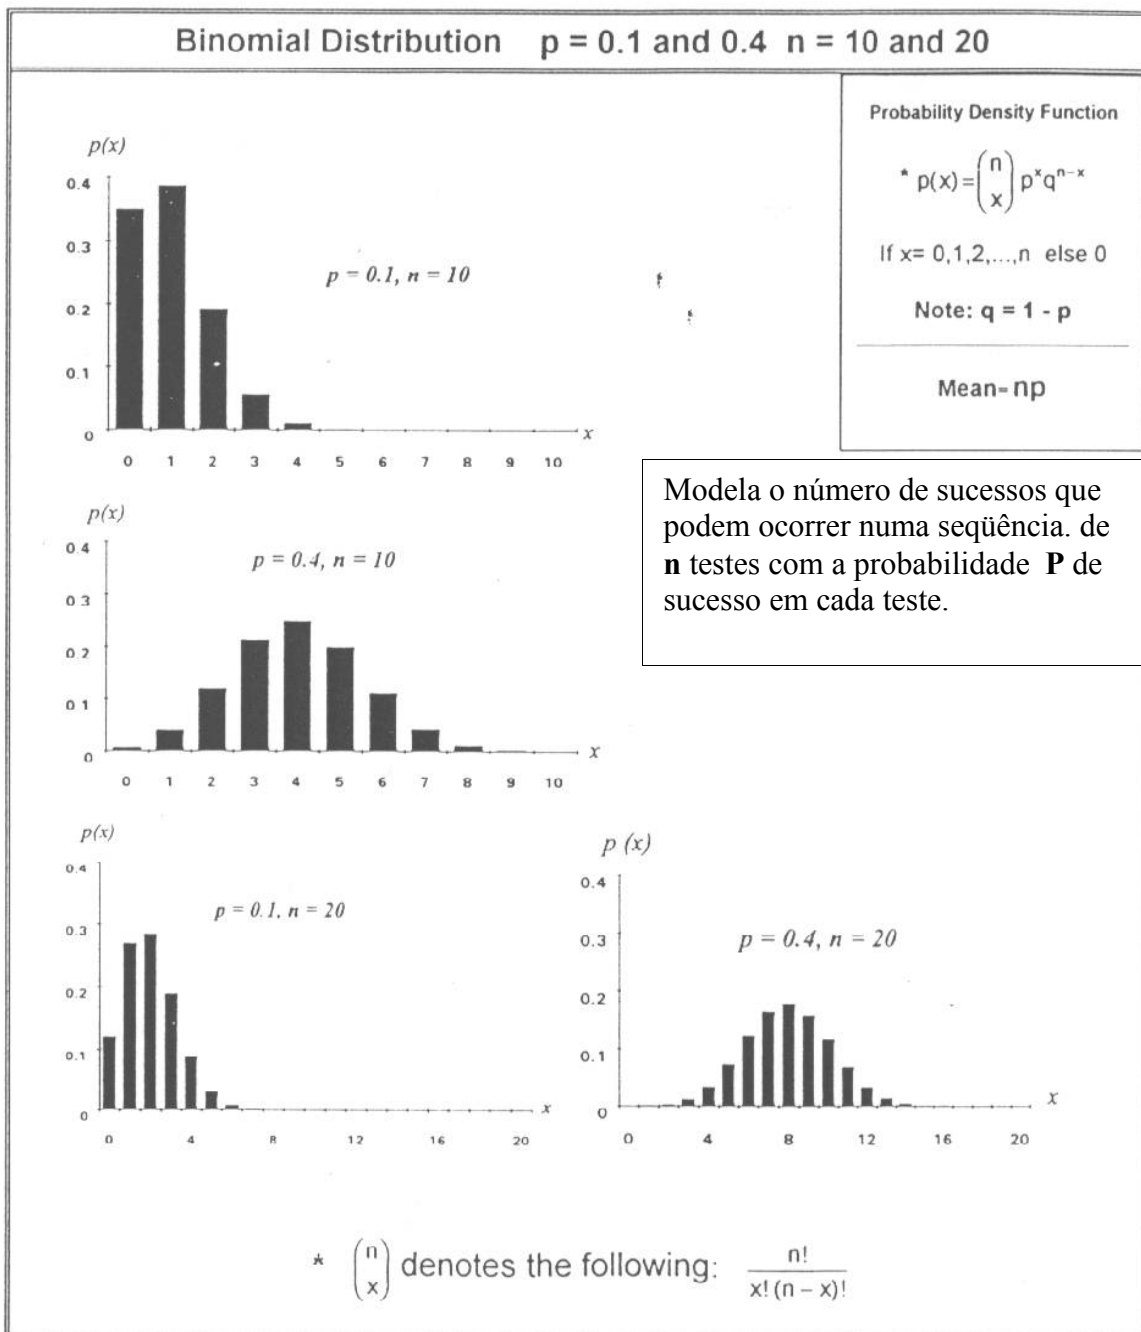 Binomial Distribution p = 0.1 and 0.4 n = 10 and 20
Probability Density Function
* p(x)=(n x) p^x q^n-x
If x= 0,1,2,...,n else 0
Note: q = 1 - p
Mean= np
p(x)
0.4
0.3
0.2
0.1
0
p = 0.1, n = 10
x
0 1 2 3 4 5 6 7 8 9 10
Modela o número de sucessos que
podem ocorrer numa seqüência. de
n testes com a probabilidade P de
sucesso em cada teste.
p(x)
0 4
0 3
0 2
0 1
0
p = 0.4, n = 10
x
0 1 2 3 4 5 6 7 8 9 10
p(x)
0.4
0.3
0.2
0.1
0
p = 0.1, n = 20
x
0 4 8 12 16 20
p (x)
0.4
0.3
0.2
0.1
0
p = 0.4, n = 20
x
0 4 8 12 16 20
* (n x) denotes the following: n! / x! (n – x)!